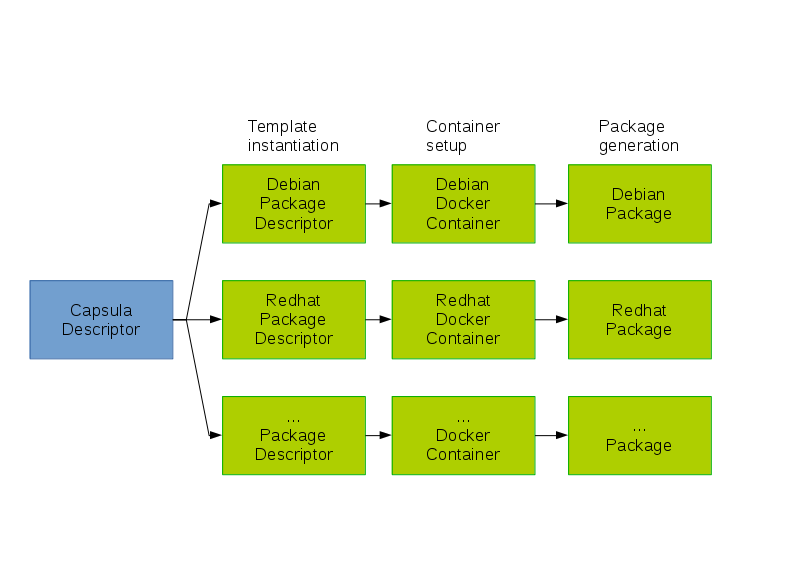 Template
instantiation
Container
setup
Package
generation
Debian
Package
Descriptor
Debian
Docker
Container
Debian
Package
Capsula
Descriptor
Redhat
Package
Descriptor
Redhat
Docker
Container
Redhat
Package
...
Package
Descriptor
...
Docker
Container
...
Package